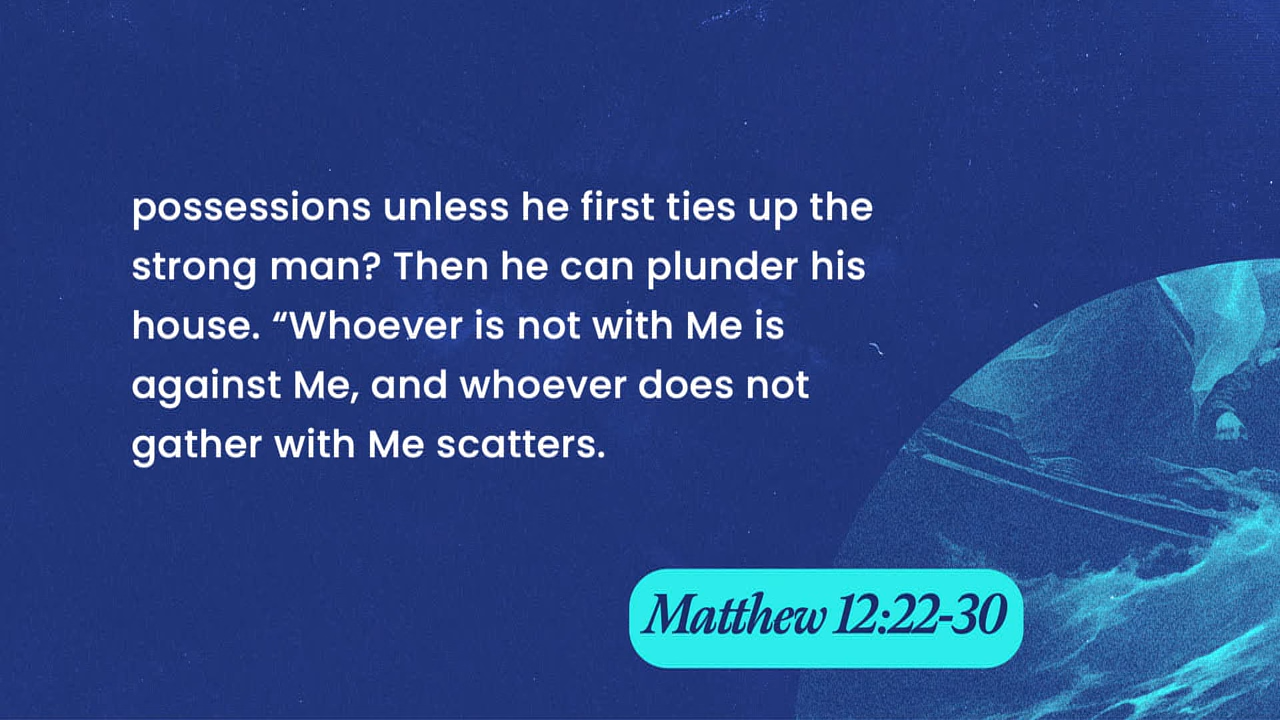 possessions unless he first ties up the
strong man? Then he can plunder his
house. “Whoever is not with Me is
against Me, and whoever does not
gather with Me scatters.
Matthew 12:22-30